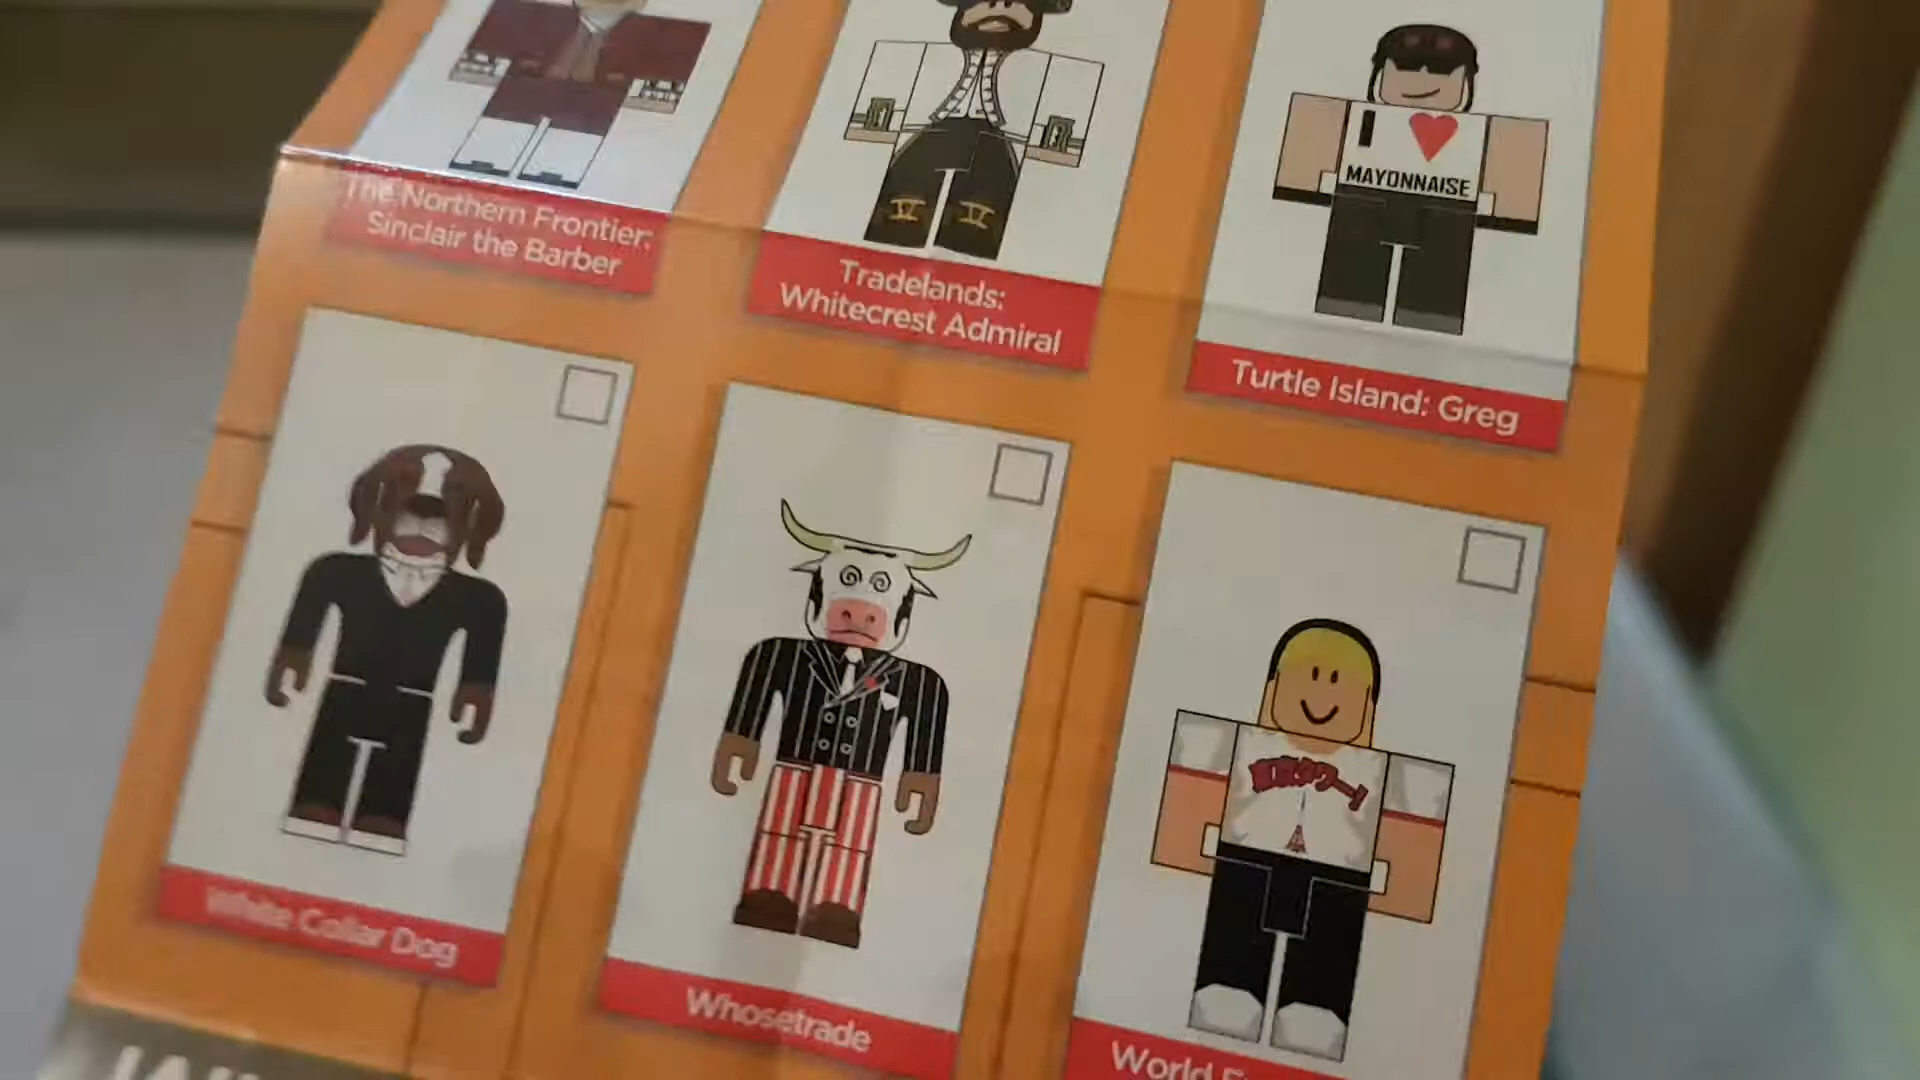 The Northern Frontier:
Sinclair the Barber
Tradelands:
Whitecrest Admiral
I
MAYONNAISE
Turtle Island: Greg
White Collar Dog
Whosetrade
World